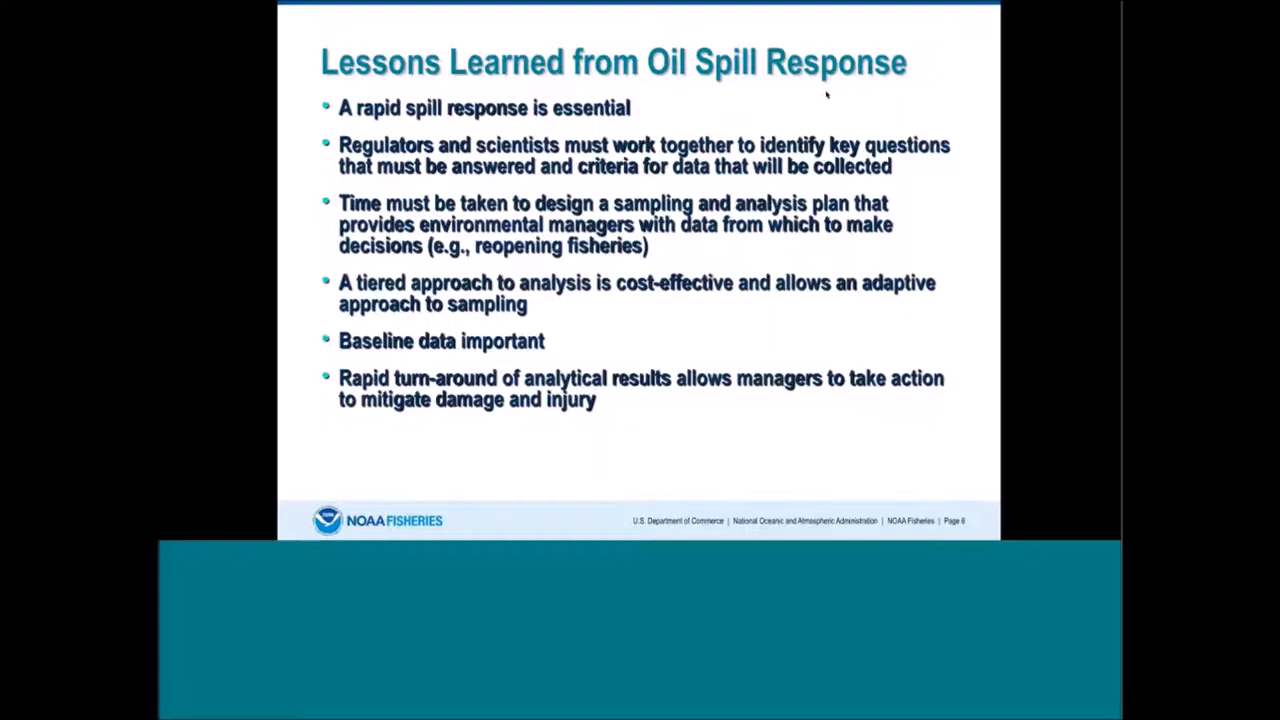 Lessons Learned from Oil Spill Response
• A rapid spill response is essential
• Regulators and scientists must work together to identify key questions
that must be answered and criteria for data that will be collected
• Time must be taken to design a sampling and analysis plan that
provides environmental managers with data from which to make
decisions (e.g., reopening fisheries)
• A tiered approach to analysis is cost-effective and allows an adaptive
approach to sampling
• Baseline data important
• Rapid turn-around of analytical results allows managers to take action
to mitigate damage and injury
NOAA FISHERIES
U.S. Department of Commerce | National Oceanic and Atmospheric Administration | NOAA Fisheries | Page 6